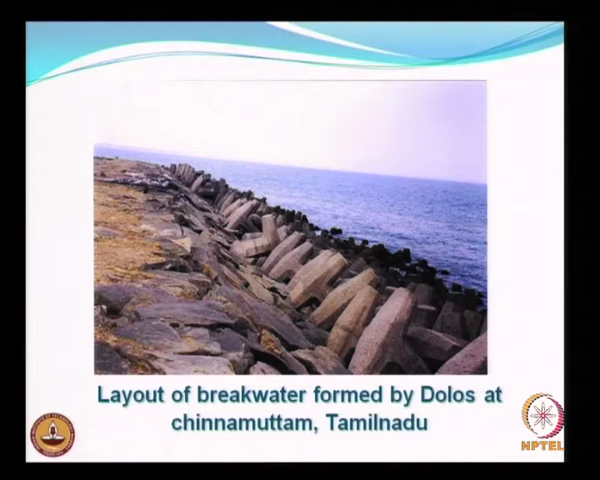 Layout of breakwater formed by Dolos at
chinnamuttam, Tamilnadu
NPTEL